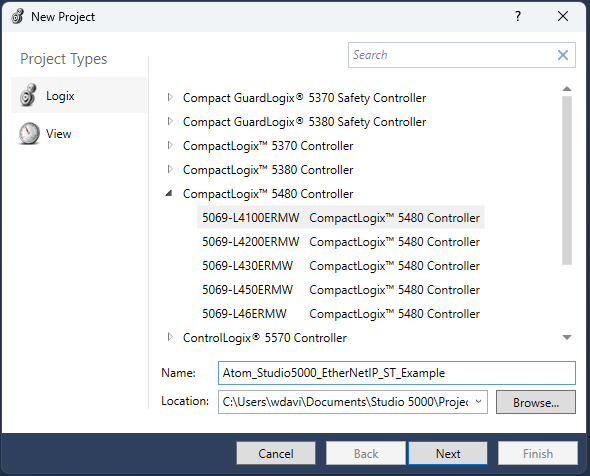 New Project
?
Project Types
Search
Logix
View
Compact GuardLogix® 5370 Safety Controller
Compact GuardLogix® 5380 Safety Controller
CompactLogix™ 5370 Controller
CompactLogix™ 5380 Controller
CompactLogix™ 5480 Controller
5069-L4100ERMW CompactLogix™ 5480 Controller
5069-L4200ERMW CompactLogix™ 5480 Controller
5069-L430ERMW CompactLogix™ 5480 Controller
5069-L450ERMW CompactLogix™ 5480 Controller
5069-L46ERMW CompactLogix™ 5480 Controller
ControlLogix® 5570 Controller
Name: Atom_Studio5000_EtherNetIP_ST_Example
Location: C:\Users\wdavi\Documents\Studio 5000\Projec Browse...
Cancel Back Next Finish